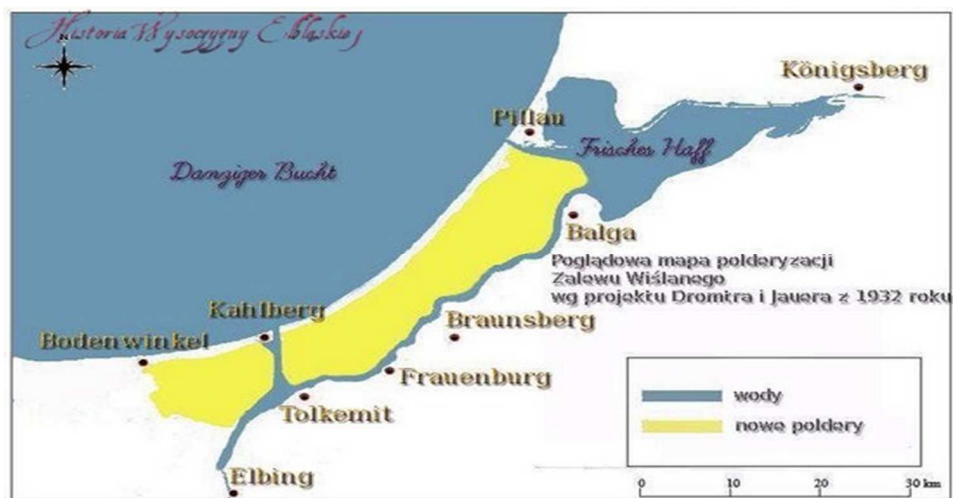 Historia Wysoczyzny Elbląskiej
N
Königsberg
Pillau
Frisches Haff
Danziger Bucht
Balga
Poglądowa mapa polderyzacji
Zalewu Wiślanego
wg projektu Dromtra i Jauera z 1932 roku
Kahlberg
Braunsberg
Bodenwinkel
Frauenburg
Tolkemit
wody
nowe poldery
Elbing
0 10 20 30 km